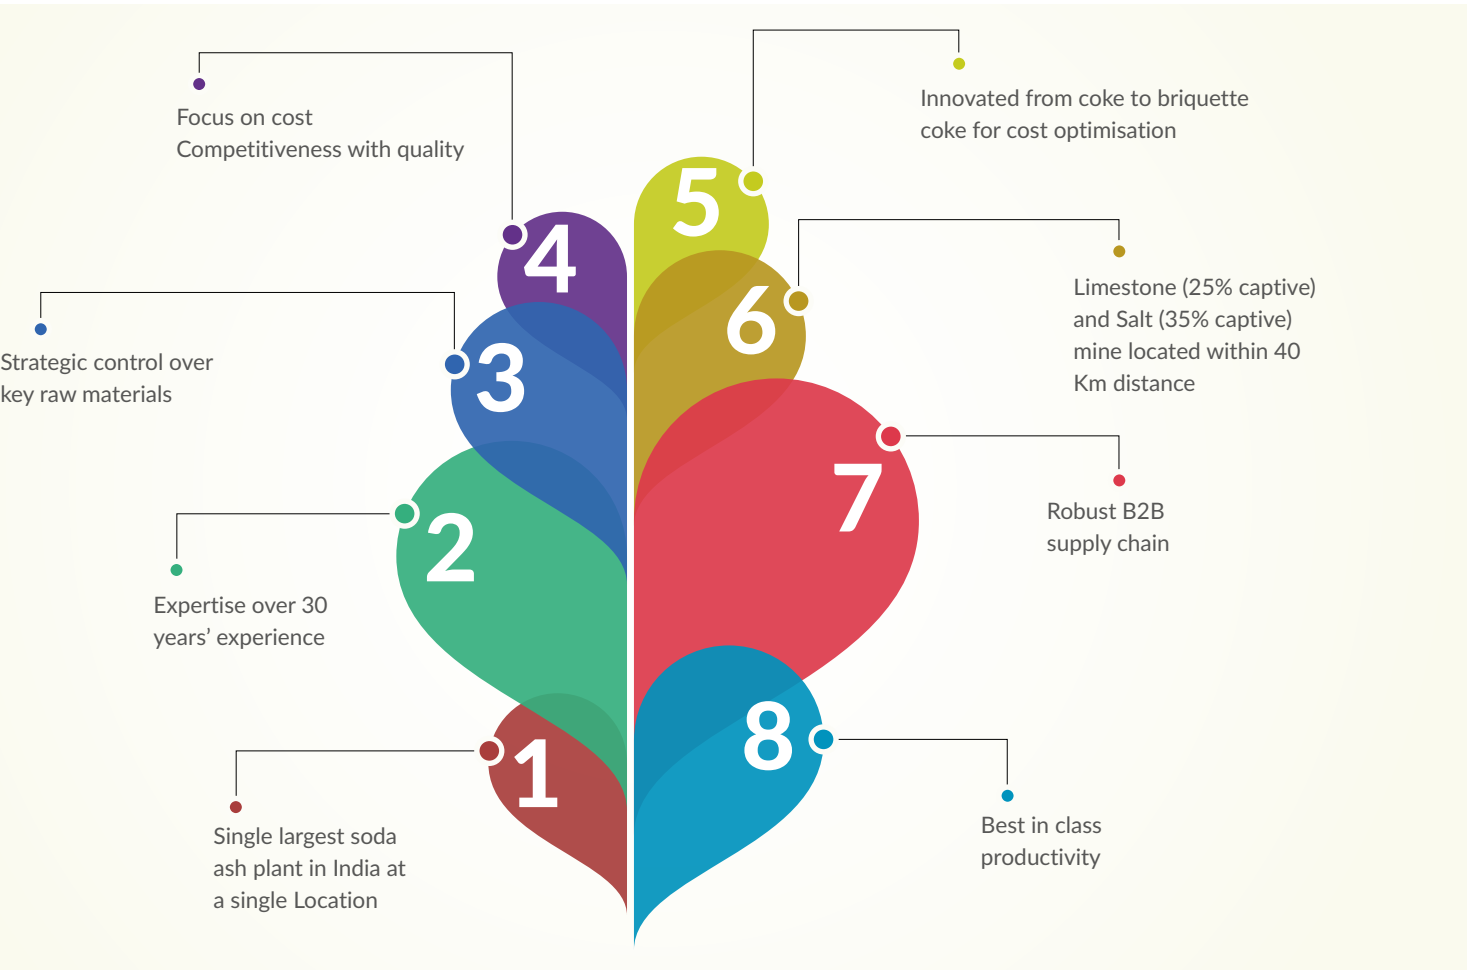 Focus on cost
Competitiveness with quality
4
Innovated from coke to briquette
coke for cost optimisation
5
Strategic control over
key raw materials
3
Limestone (25% captive)
and Salt (35% captive)
mine located within 40
Km distance
6
Expertise over 30
years’ experience
2
Robust B2B
supply chain
7
Single largest soda
ash plant in India at
a single Location
1
Best in class
productivity
8